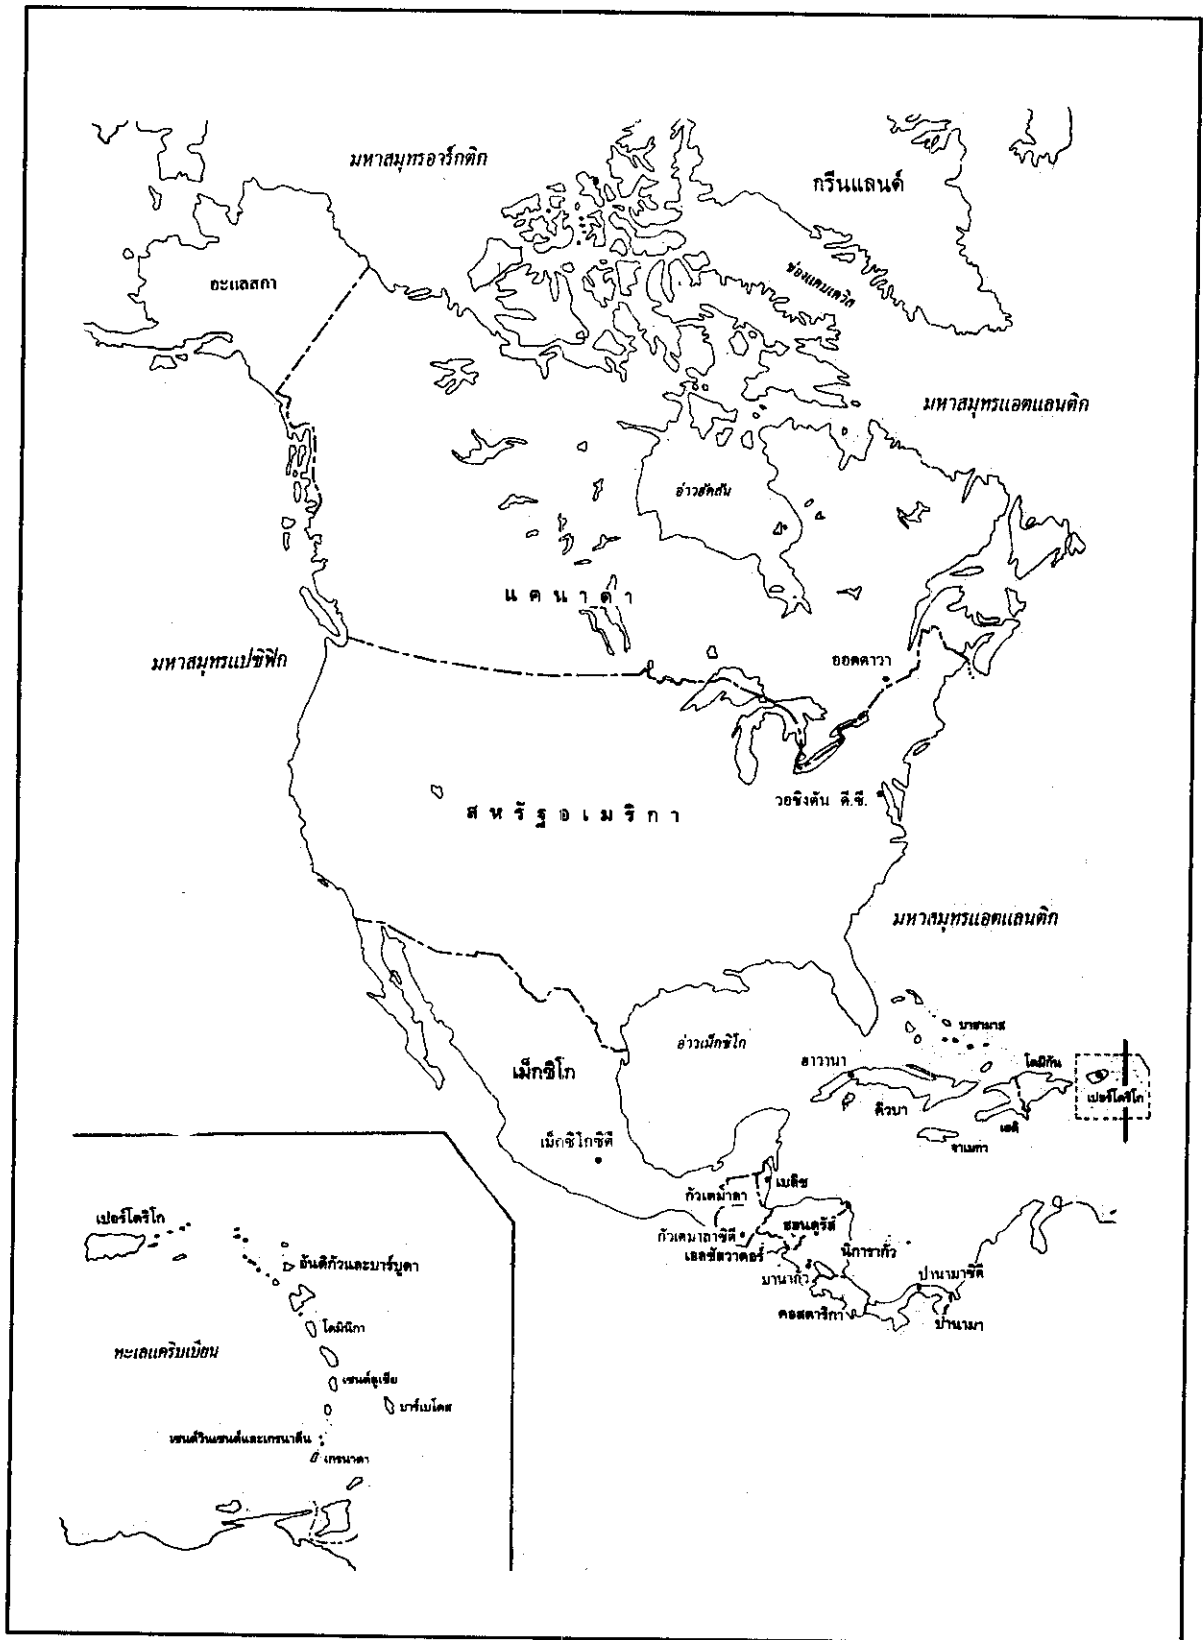 มหาสมุทรอาร์กติก
กรีนแลนด์
อะแลสกา
ช่องแคบเดวิส
มหาสมุทรแอตแลนติก
อ่าวฮัดสัน
แคนาดา
มหาสมุทรแปซิฟิก
ออตตาวา
วอชิงตัน ดี.ซี.
สหรัฐอเมริกา
มหาสมุทรแอตแลนติก
บาฮามาส
อ่าวเม็กซิโก
ฮาวานา
โดมิกัน
เม็กซิโก
เปอร์โตริโก
คิวบา
เฮติ
จาเมกา
เม็กซิโกซิตี
เบลิซ
กัวเตมาลา
กัวเตมาลาซิตี
ฮอนดูรัส
เอลซัลวาดอร์
นิการากัว
มานากัว
ปานามาซิตี
คอสตาริกา
ปานามา
เปอร์โตริโก
อันติกัวและบาร์บูดา
โดมินิกา
ทะเลแคริบเบียน
เซนต์ลูเซีย
บาร์เบโดส
เซนต์วินเซนต์และเกรนาดีน
เกรนาดา